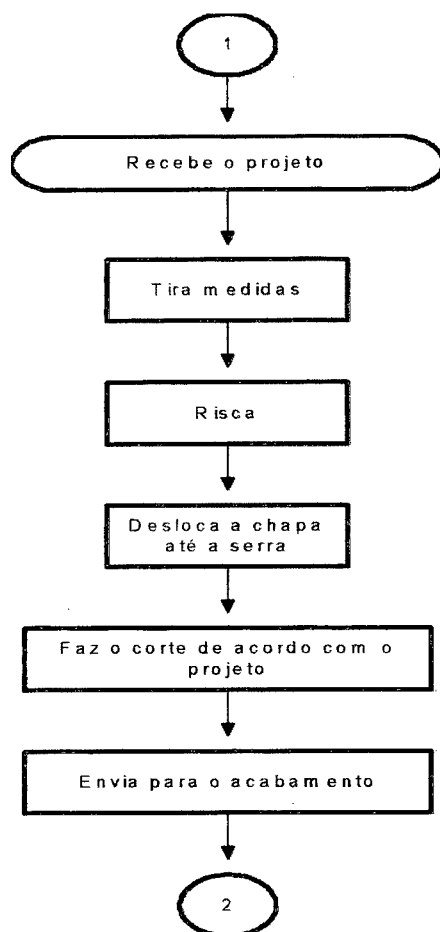 1
Recebe o projeto
Tira medidas
Risca
Desloca a chapa
até a serra
Faz o corte de acordo com o
projeto
Envia para o acabamento
2